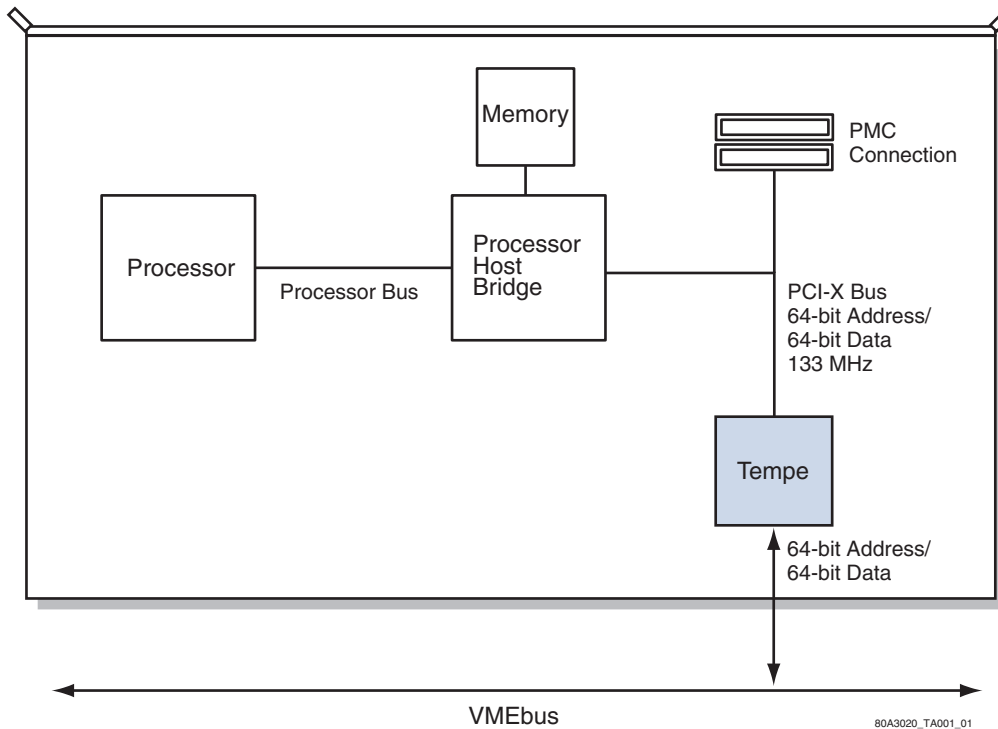 Memory
PMC
Connection
Processor
Processor
Host
Bridge
Processor Bus
PCI-X Bus
64-bit Address/
64-bit Data
133 MHz
Tempe
64-bit Address/
64-bit Data
VMEbus
80A3020_TA001_01